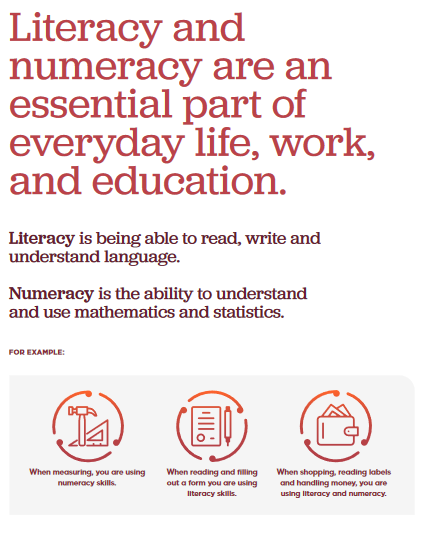 Literacy and
numeracy are an
essential part of
everyday life, work,
and education.
Literacy is being able to read, write and
understand language.
Numeracy is the ability to understand
and use mathematics and statistics.
FOR EXAMPLE:
When measuring, you are using
numeracy skills.
When reading and filling
out a form you are using
literacy skills.
When shopping, reading labels
and handling money, you are
using literacy and numeracy.